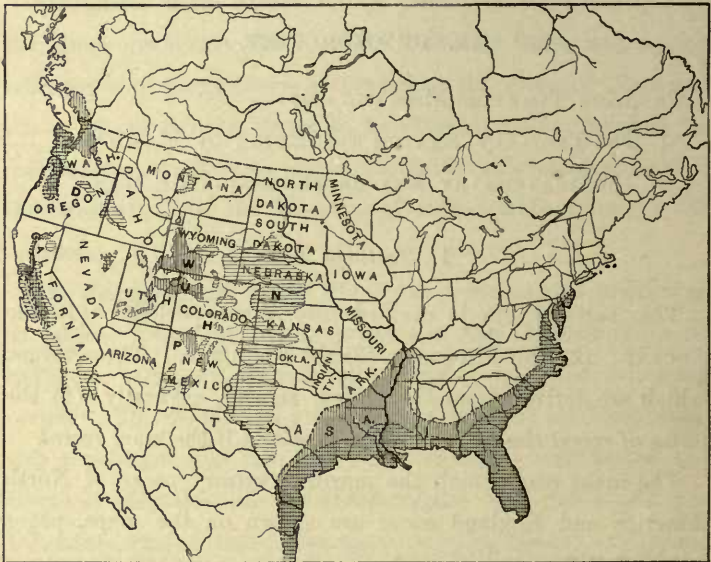 WASH.
MONTANA
NORTH
DAKOTA
MINNESOTA
IDAHO
OREGON
D
SOUTH
DAKOTA
WYOMING
W
NEBRASKA
IOWA
NEVADA
UTAH
U
N
CALIFORNIA
COLORADO
H
KANSAS
MISSOURI
ARIZONA
P
NEW
MEXICO
OKLA.
INDIAN
TY.
ARK.
TEXAS
LA.